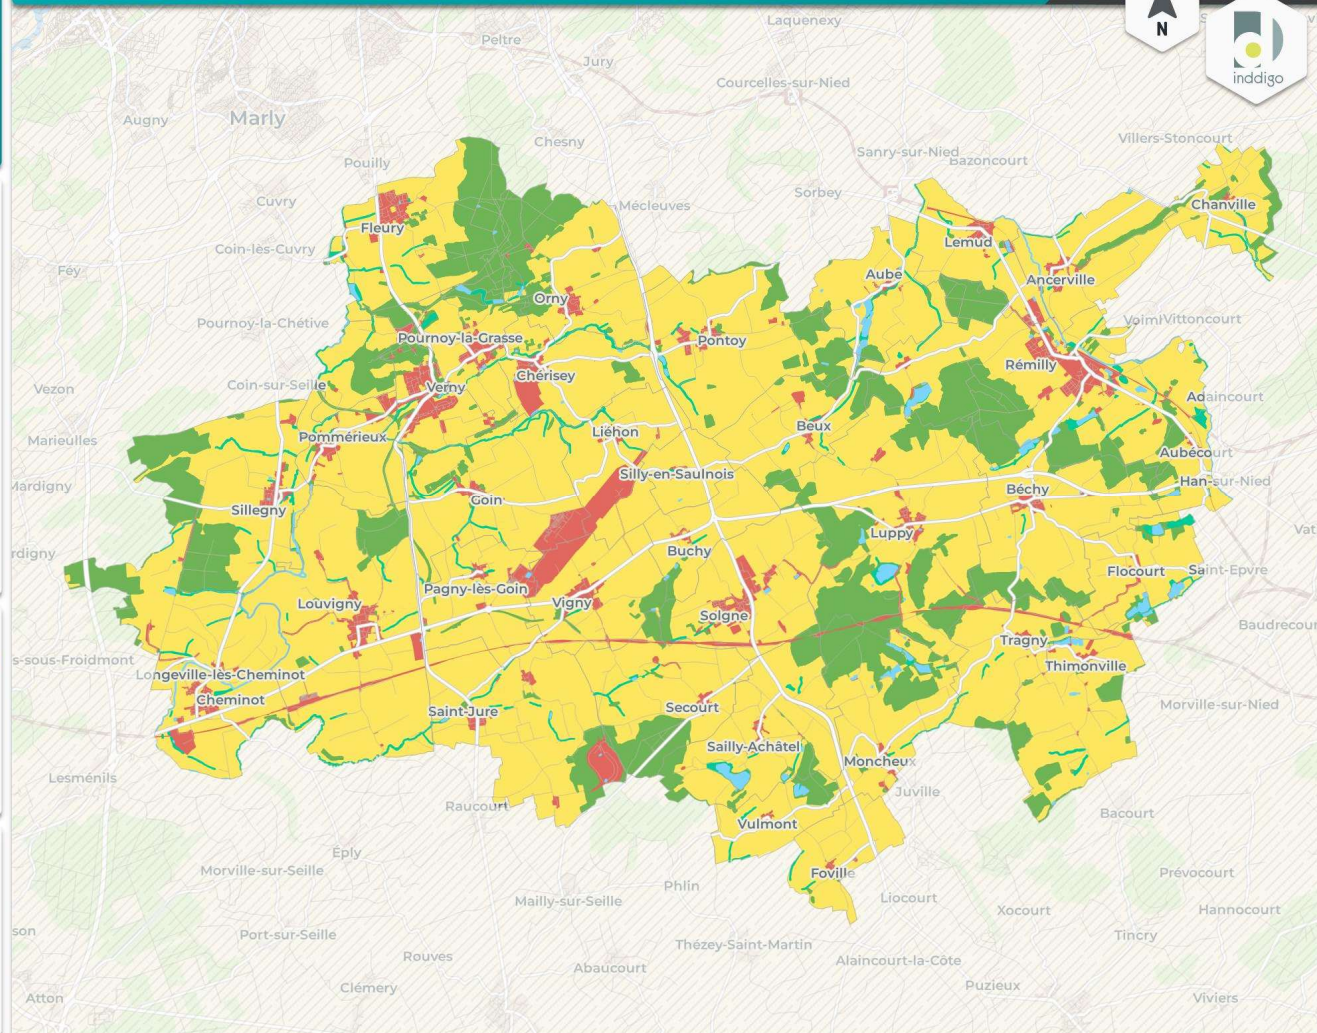 Laquenexy
N
Peltre
Jury
inddigo
Courcelles-sur-Nied
Marly
Augny
Chesny
Villers-Stoncourt
Sanry-sur-Nied
Bazoncourt
Pouilly
Cuvry
Sorbey
Mécleuves
Chanville
Fleury
Lemud
Coin-lès-Cuvry
Féy
Aube
Ancerville
Orny
Pournoy-la-Chétive
Vittoncourt
Pournoy-la-Grasse
Pontoy
Rémilly
Chérisey
Coin-sur-Seille
Verny
Vezon
Adaincourt
Beux
Liéhon
Pommérieux
Marieulles
Aubécourt
Silly-en-Saulnois
Han-sur-Nied
Mardigny
Béchy
Goin
Sillegny
Vat
Luppy
Buchy
rdigny
Flocourt
Saint-Epvre
Pagny-lès-Goin
Vigny
Louvigny
Solgne
Baudrecour
Tragny
s-sous-Froidmont
Thimonville
Longeville-lès-Cheminot
Cheminot
Morville-sur-Nied
Secourt
Saint-Jure
Sailly-Achâtel
Moncheux
Lesménils
Juville
Raucourt
Bacourt
Vulmont
Éply
Morville-sur-Seille
Foville
Prévocourt
Phlin
Liocourt
Mailly-sur-Seille
Xocourt
Hannocourt
son
Port-sur-Seille
Tincry
Thézey-Saint-Martin
Rouves
Alaincourt-la-Côte
Abaucourt
Clémery
Puzieux
Atton
Viviers